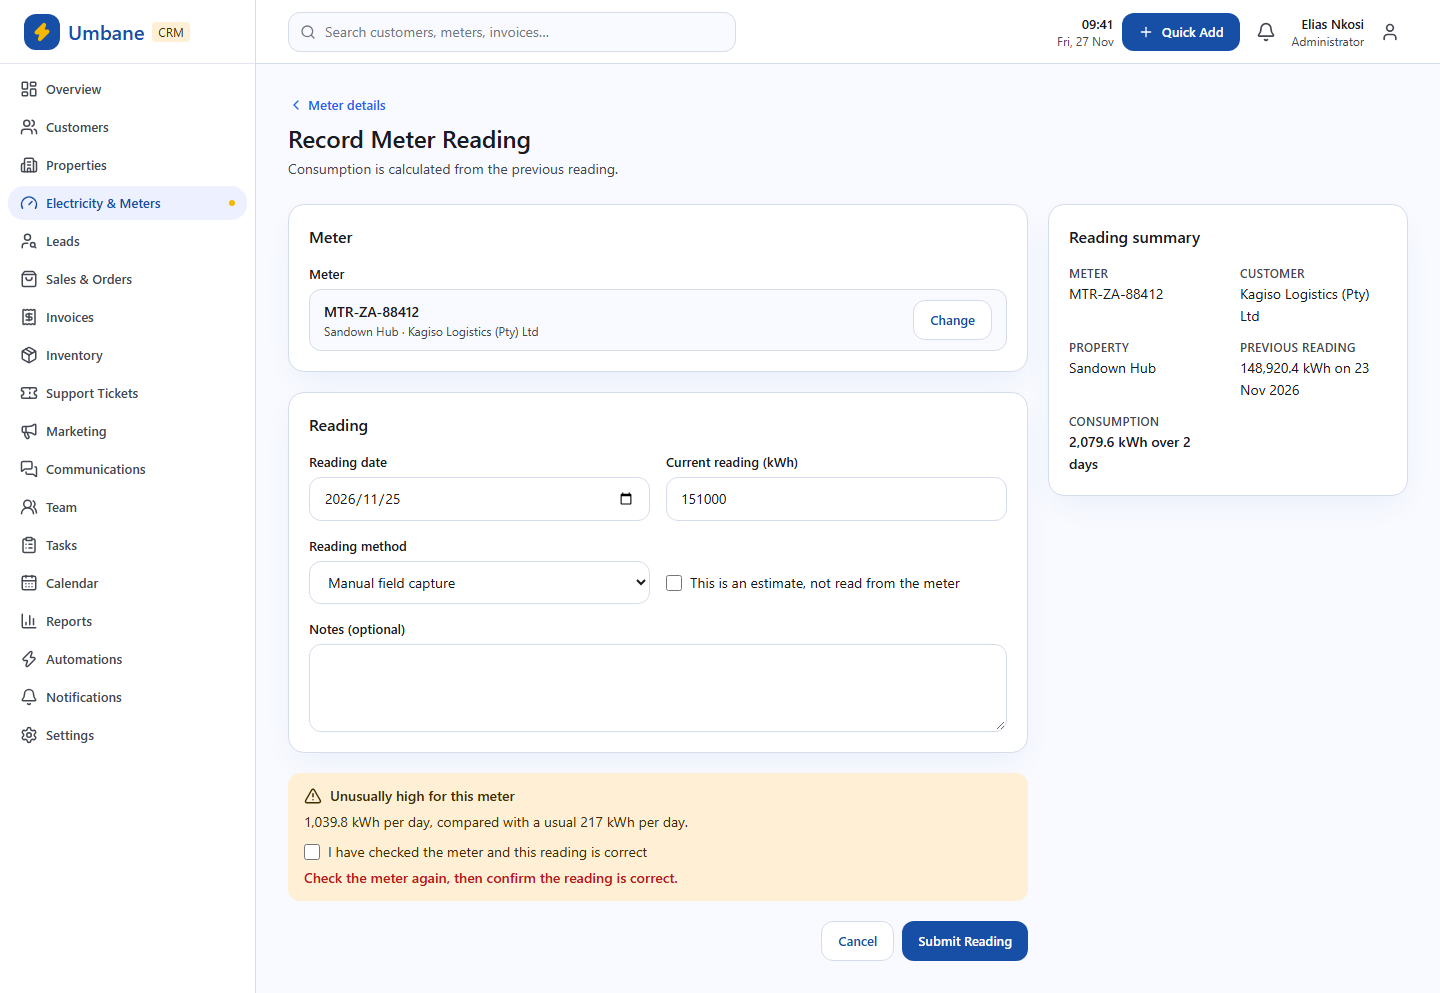 Umbane CRM
Search customers, meters, invoices...
09:41
Fri, 27 Nov
Quick Add
Elias Nkosi
Administrator
Overview
Customers
Properties
Electricity & Meters
Leads
Sales & Orders
Invoices
Inventory
Support Tickets
Marketing
Communications
Team
Tasks
Calendar
Reports
Automations
Notifications
Settings
Meter details
Record Meter Reading
Consumption is calculated from the previous reading.
Meter
Meter
MTR-ZA-88412
Sandown Hub · Kagiso Logistics (Pty) Ltd
Change
Reading
Reading date
2026/11/25
Current reading (kWh)
151000
Reading method
Manual field capture
This is an estimate, not read from the meter
Notes (optional)
Unusually high for this meter
1,039.8 kWh per day, compared with a usual 217 kWh per day.
I have checked the meter and this reading is correct
Check the meter again, then confirm the reading is correct.
Cancel
Submit Reading
Reading summary
METER
MTR-ZA-88412
CUSTOMER
Kagiso Logistics (Pty)
Ltd
PROPERTY
Sandown Hub
PREVIOUS READING
148,920.4 kWh on 23
Nov 2026
CONSUMPTION
2,079.6 kWh over 2
days